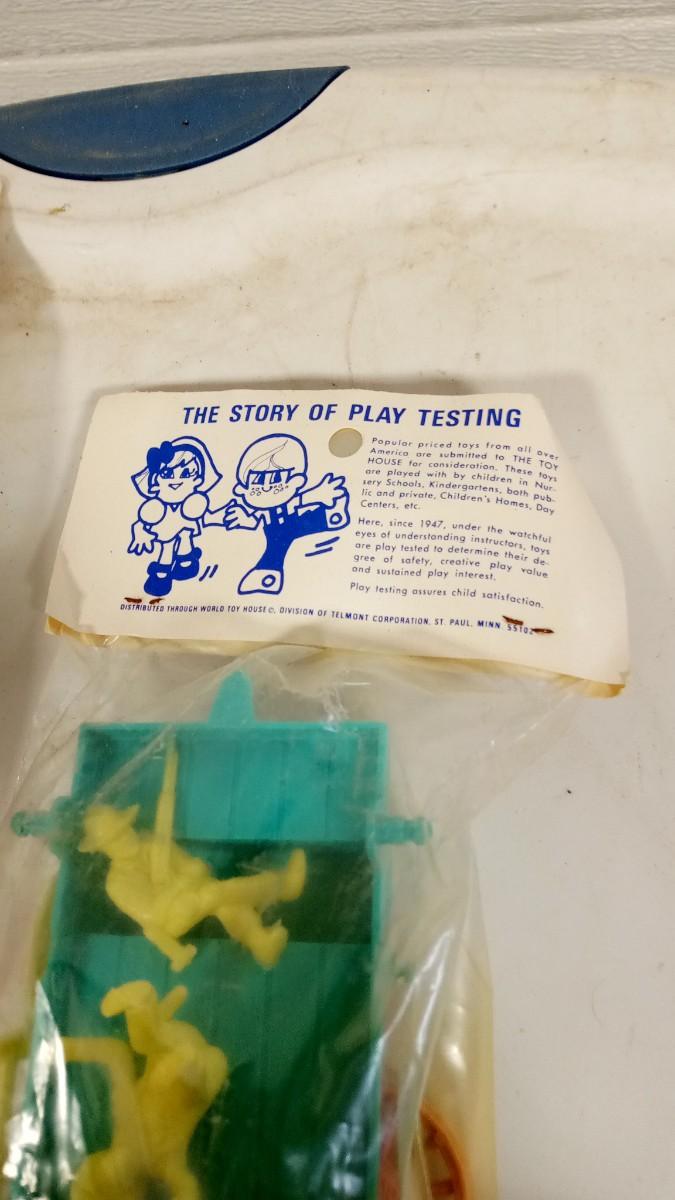 THE STORY OF PLAY TESTING
Popular priced toys from all over
America are submitted to THE TOY
HOUSE for consideration. These toys
are played with by children in Nur-
sery Schools, Kindergartens, both pub-
lic and private, Children's Homes, Day
Centers, etc.
Here, since 1947, under the watchful
eyes of understanding instructors, toys
are play tested to determine their de-
gree of safety, creative play value
and sustained play interest.
Play testing assures child satisfaction.
DISTRIBUTED THROUGH WORLD TOY HOUSE©, DIVISION OF TELMONT CORPORATION, ST. PAUL, MINN. 55102